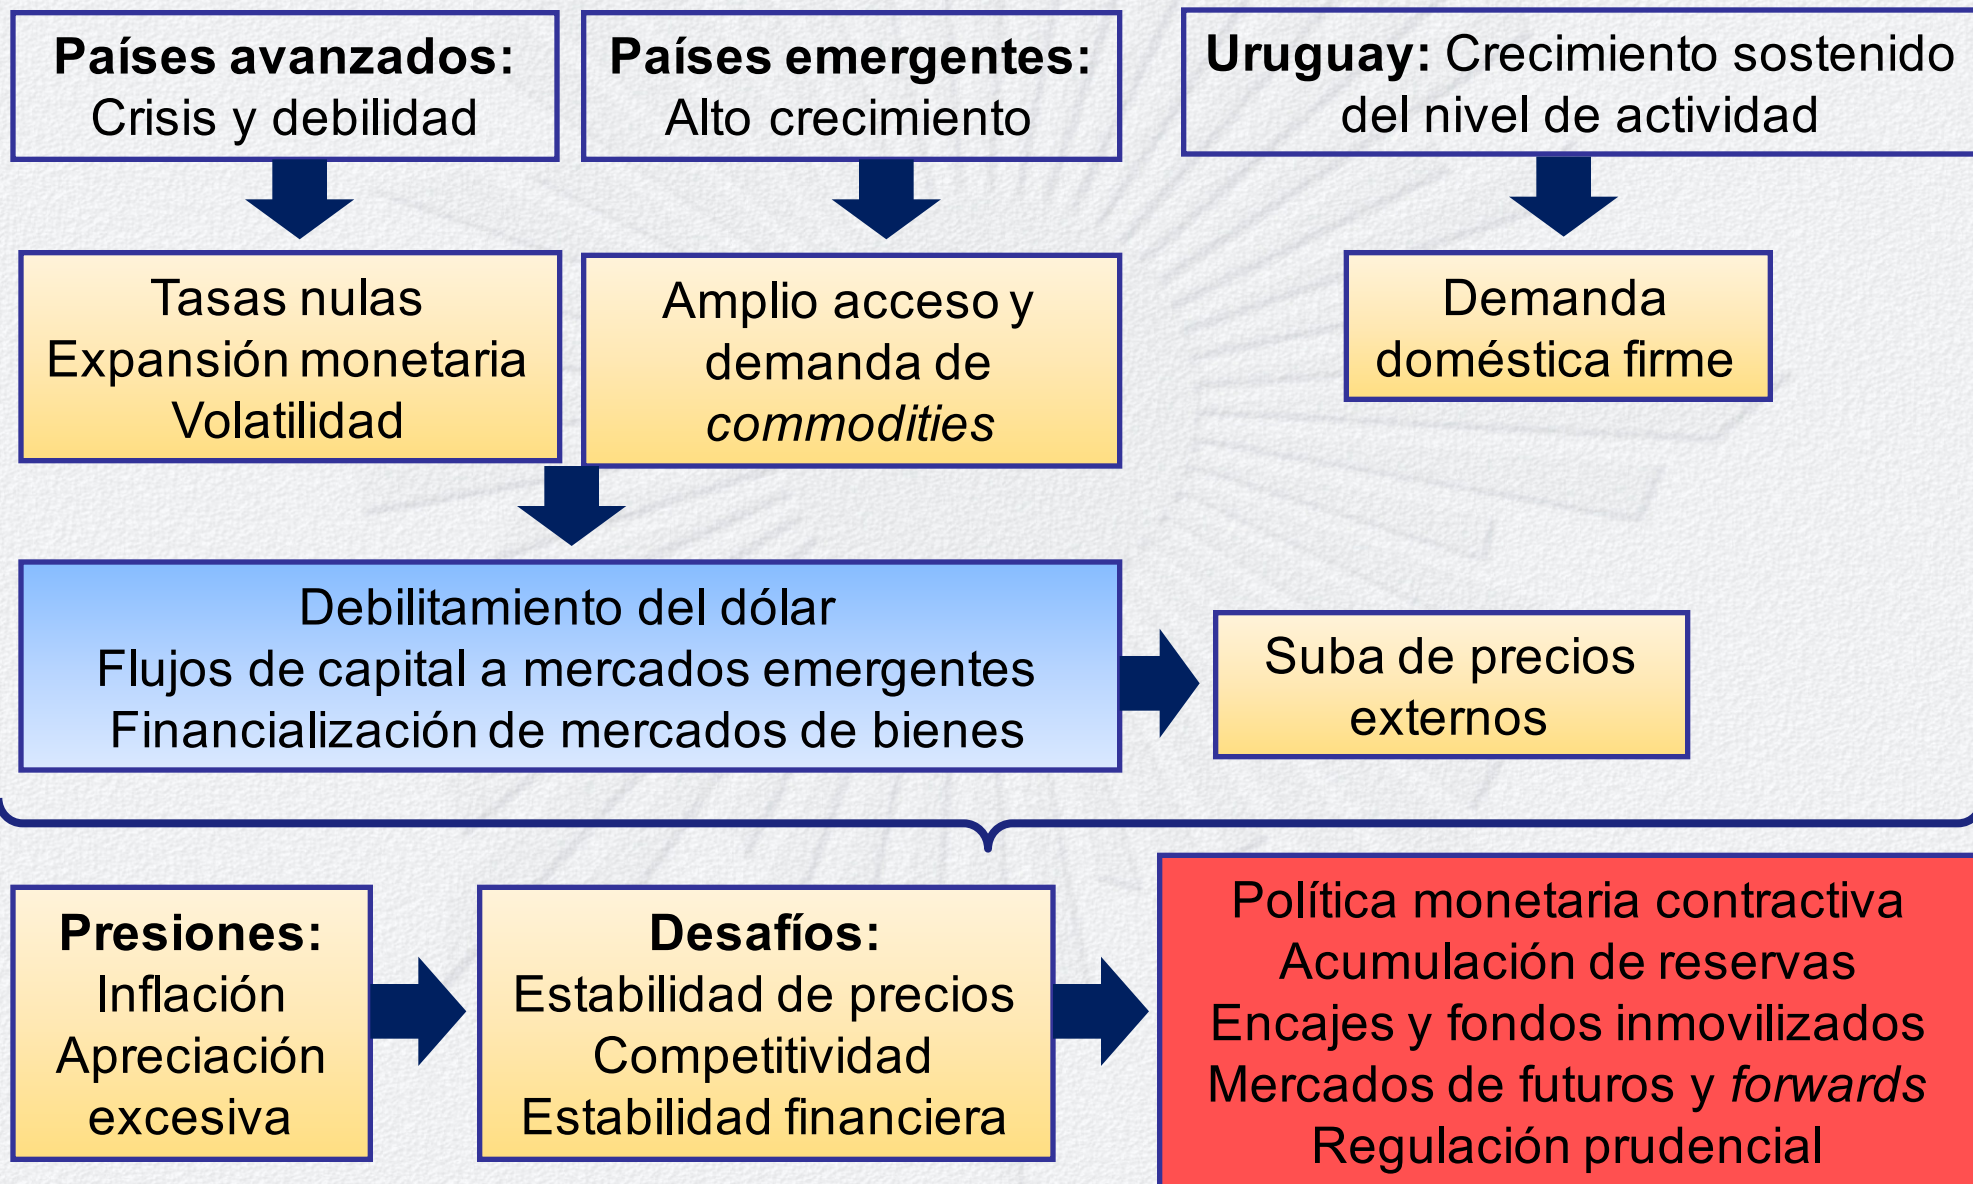 Países avanzados:
Crisis y debilidad
Países emergentes:
Alto crecimiento
Uruguay: Crecimiento sostenido
del nivel de actividad
Tasas nulas
Expansión monetaria
Volatilidad
Amplio acceso y
demanda de
commodities
Demanda
doméstica firme
Debilitamiento del dólar
Flujos de capital a mercados emergentes
Financialización de mercados de bienes
Suba de precios
externos
Presiones:
Inflación
Apreciación
excesiva
Desafíos:
Estabilidad de precios
Competitividad
Estabilidad financiera
Política monetaria contractiva
Acumulación de reservas
Encajes y fondos inmovilizados
Mercados de futuros y forwards
Regulación prudencial